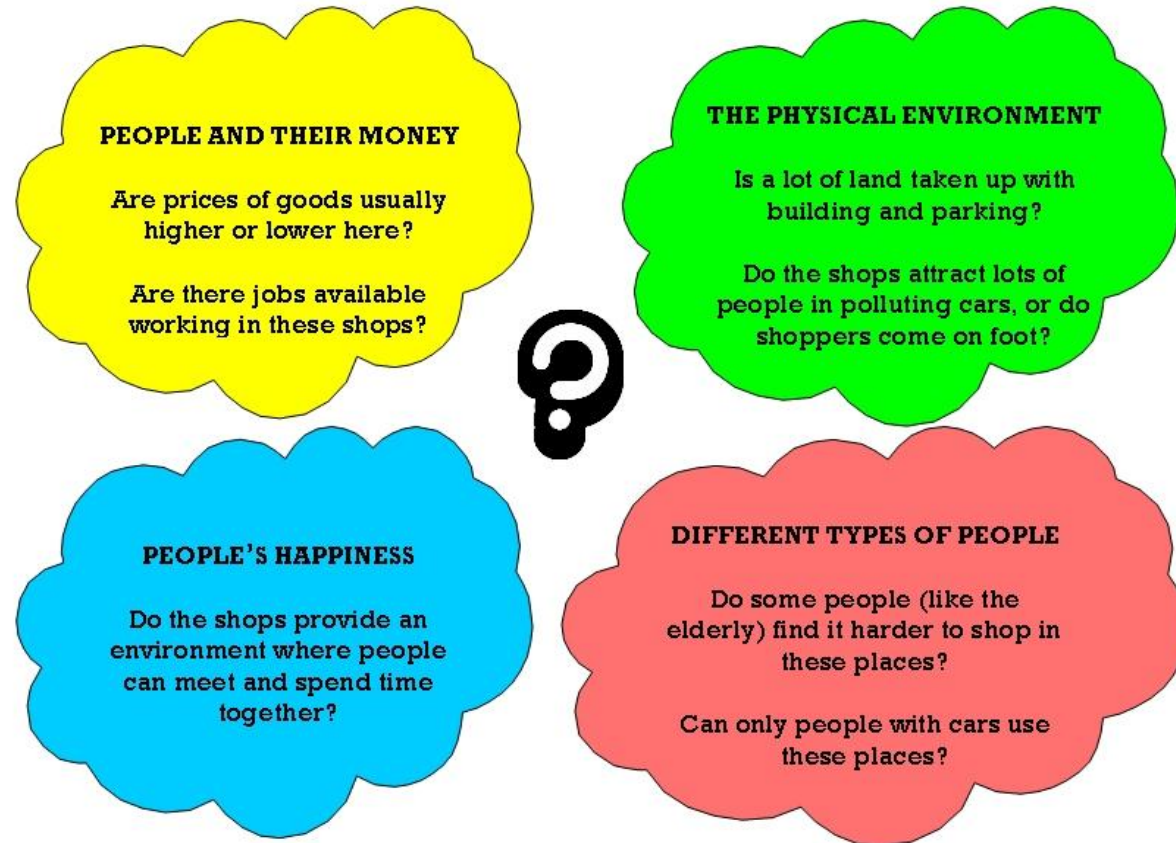 PEOPLE AND THEIR MONEY
Are prices of goods usually
higher or lower here?
Are there jobs available
working in these shops?
THE PHYSICAL ENVIRONMENT
Is a lot of land taken up with
building and parking?
Do the shops attract lots of
people in polluting cars, or do
shoppers come on foot?
?
PEOPLE'S HAPPINESS
Do the shops provide an
environment where people
can meet and spend time
together?
DIFFERENT TYPES OF PEOPLE
Do some people (like the
elderly) find it harder to shop in
these places?
Can only people with cars use
these places?